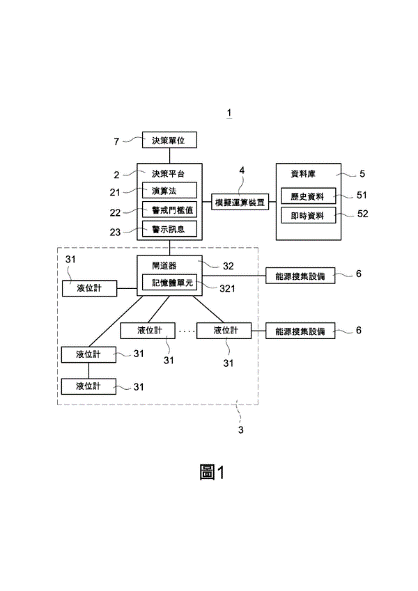 1
7
決策單位
2
決策平台
21
演算法
22
警戒門檻值
23
警示訊息
4
模擬運算裝置
資料庫
5
歷史資料
51
即時資料
52
31
液位計
閘道器
32
記憶體單元
321
能源搜集設備
6
液位計
31
液位計
31
能源搜集設備
6
液位計
31
液位計
31
3
圖1